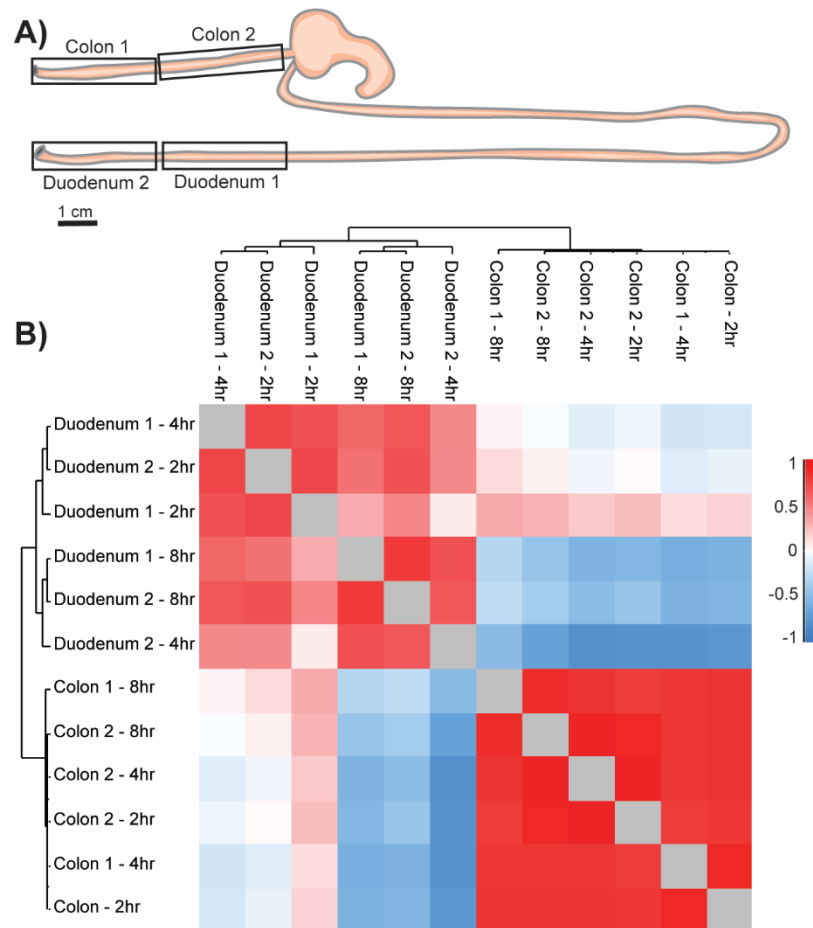 A)
Colon 1
Colon 2
Duodenum 2
Duodenum 1
1 cm
B)
Duodenum 1 - 4hr
Duodenum 2 - 2hr
Duodenum 1 - 2hr
Duodenum 1 - 8hr
Duodenum 2 - 8hr
Duodenum 2 - 4hr
Colon 1 - 8hr
Colon 2 - 8hr
Colon 2 - 4hr
Colon 2 - 2hr
Colon 1 - 4hr
Colon - 2hr
Duodenum 1 - 4hr
Duodenum 2 - 2hr
Duodenum 1 - 2hr
Duodenum 1 - 8hr
Duodenum 2 - 8hr
Duodenum 2 - 4hr
Colon 1 - 8hr
Colon 2 - 8hr
Colon 2 - 4hr
Colon 2 - 2hr
Colon 1 - 4hr
Colon - 2hr
1
0.5
0
-0.5
-1